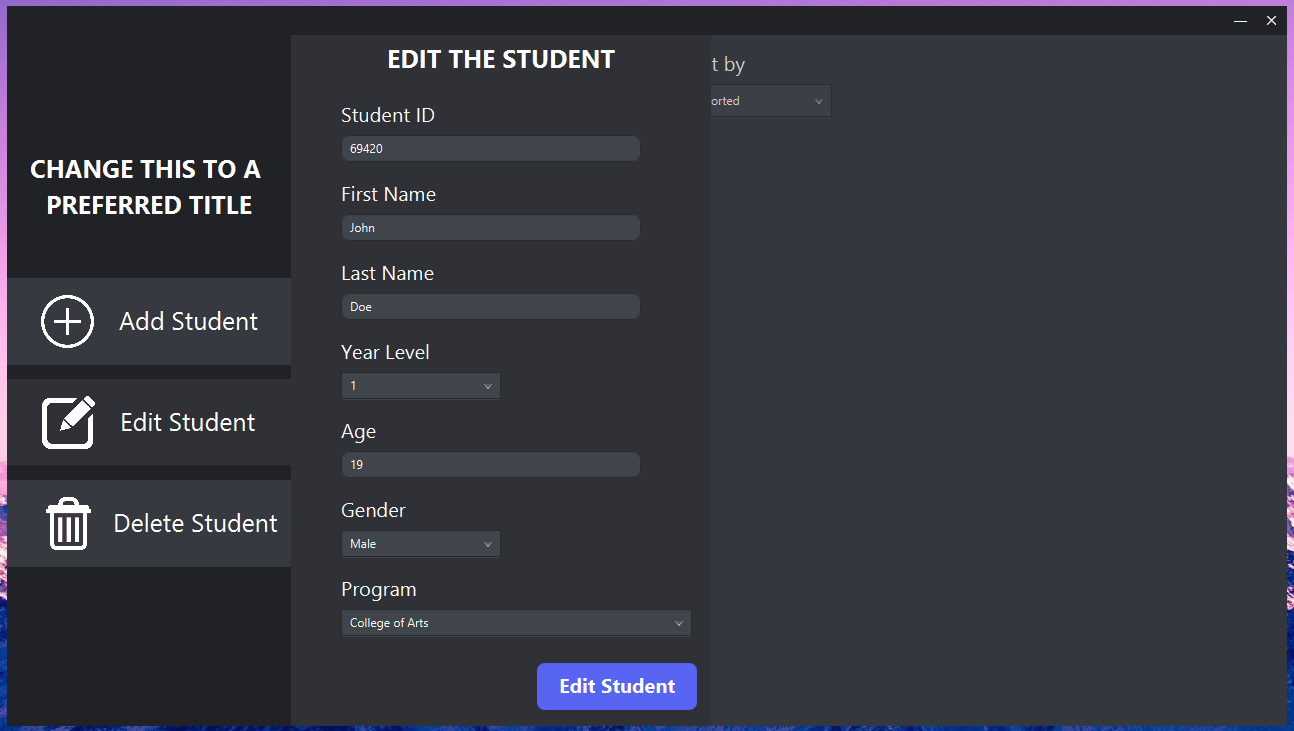 CHANGE THIS TO A
PREFERRED TITLE
Add Student
Edit Student
Delete Student
EDIT THE STUDENT
Student ID
69420
First Name
John
Last Name
Doe
Year Level
1
Age
19
Gender
Male
Program
College of Arts
Edit Student
t by
orted